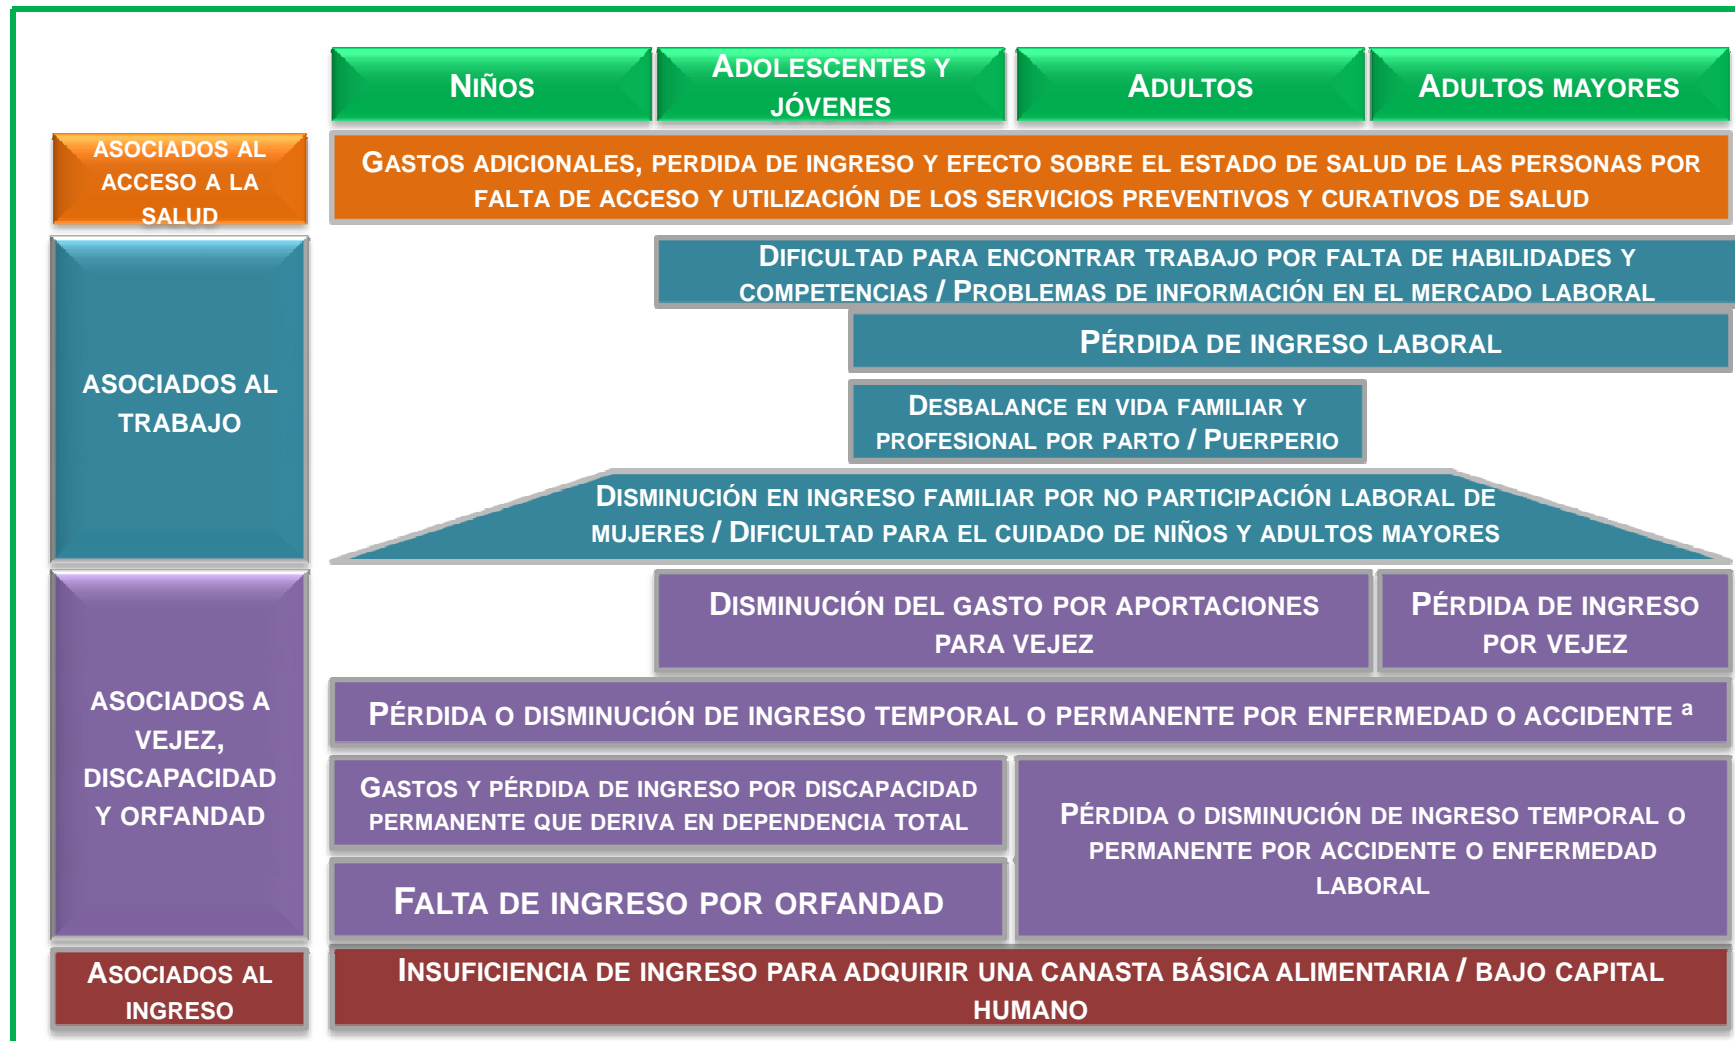 NIÑOS
ADOLESCENTES Y
JÓVENES
ADULTOS
ADULTOS MAYORES
ASOCIADOS AL
ACCESO A LA
SALUD
GASTOS ADICIONALES, PERDIDA DE INGRESO Y EFECTO SOBRE EL ESTADO DE SALUD DE LAS PERSONAS POR
FALTA DE ACCESO Y UTILIZACIÓN DE LOS SERVICIOS PREVENTIVOS Y CURATIVOS DE SALUD
ASOCIADOS AL
TRABAJO
DIFICULTAD PARA ENCONTRAR TRABAJO POR FALTA DE HABILIDADES Y
COMPETENCIAS / PROBLEMAS DE INFORMACIÓN EN EL MERCADO LABORAL
PÉRDIDA DE INGRESO LABORAL
DESBALANCE EN VIDA FAMILIAR Y
PROFESIONAL POR PARTO / PUERPERIO
DISMINUCIÓN EN INGRESO FAMILIAR POR NO PARTICIPACIÓN LABORAL DE
MUJERES / DIFICULTAD PARA EL CUIDADO DE NIÑOS Y ADULTOS MAYORES
ASOCIADOS A
VEJEZ,
DISCAPACIDAD
Y ORFANDAD
DISMINUCIÓN DEL GASTO POR APORTACIONES
PARA VEJEZ
PÉRDIDA DE INGRESO
POR VEJEZ
PÉRDIDA O DISMINUCIÓN DE INGRESO TEMPORAL O PERMANENTE POR ENFERMEDAD O ACCIDENTE a
GASTOS Y PÉRDIDA DE INGRESO POR DISCAPACIDAD
PERMANENTE QUE DERIVA EN DEPENDENCIA TOTAL
FALTA DE INGRESO POR ORFANDAD
PÉRDIDA O DISMINUCIÓN DE INGRESO TEMPORAL O
PERMANENTE POR ACCIDENTE O ENFERMEDAD
LABORAL
ASOCIADOS AL
INGRESO
INSUFICIENCIA DE INGRESO PARA ADQUIRIR UNA CANASTA BÁSICA ALIMENTARIA / BAJO CAPITAL
HUMANO